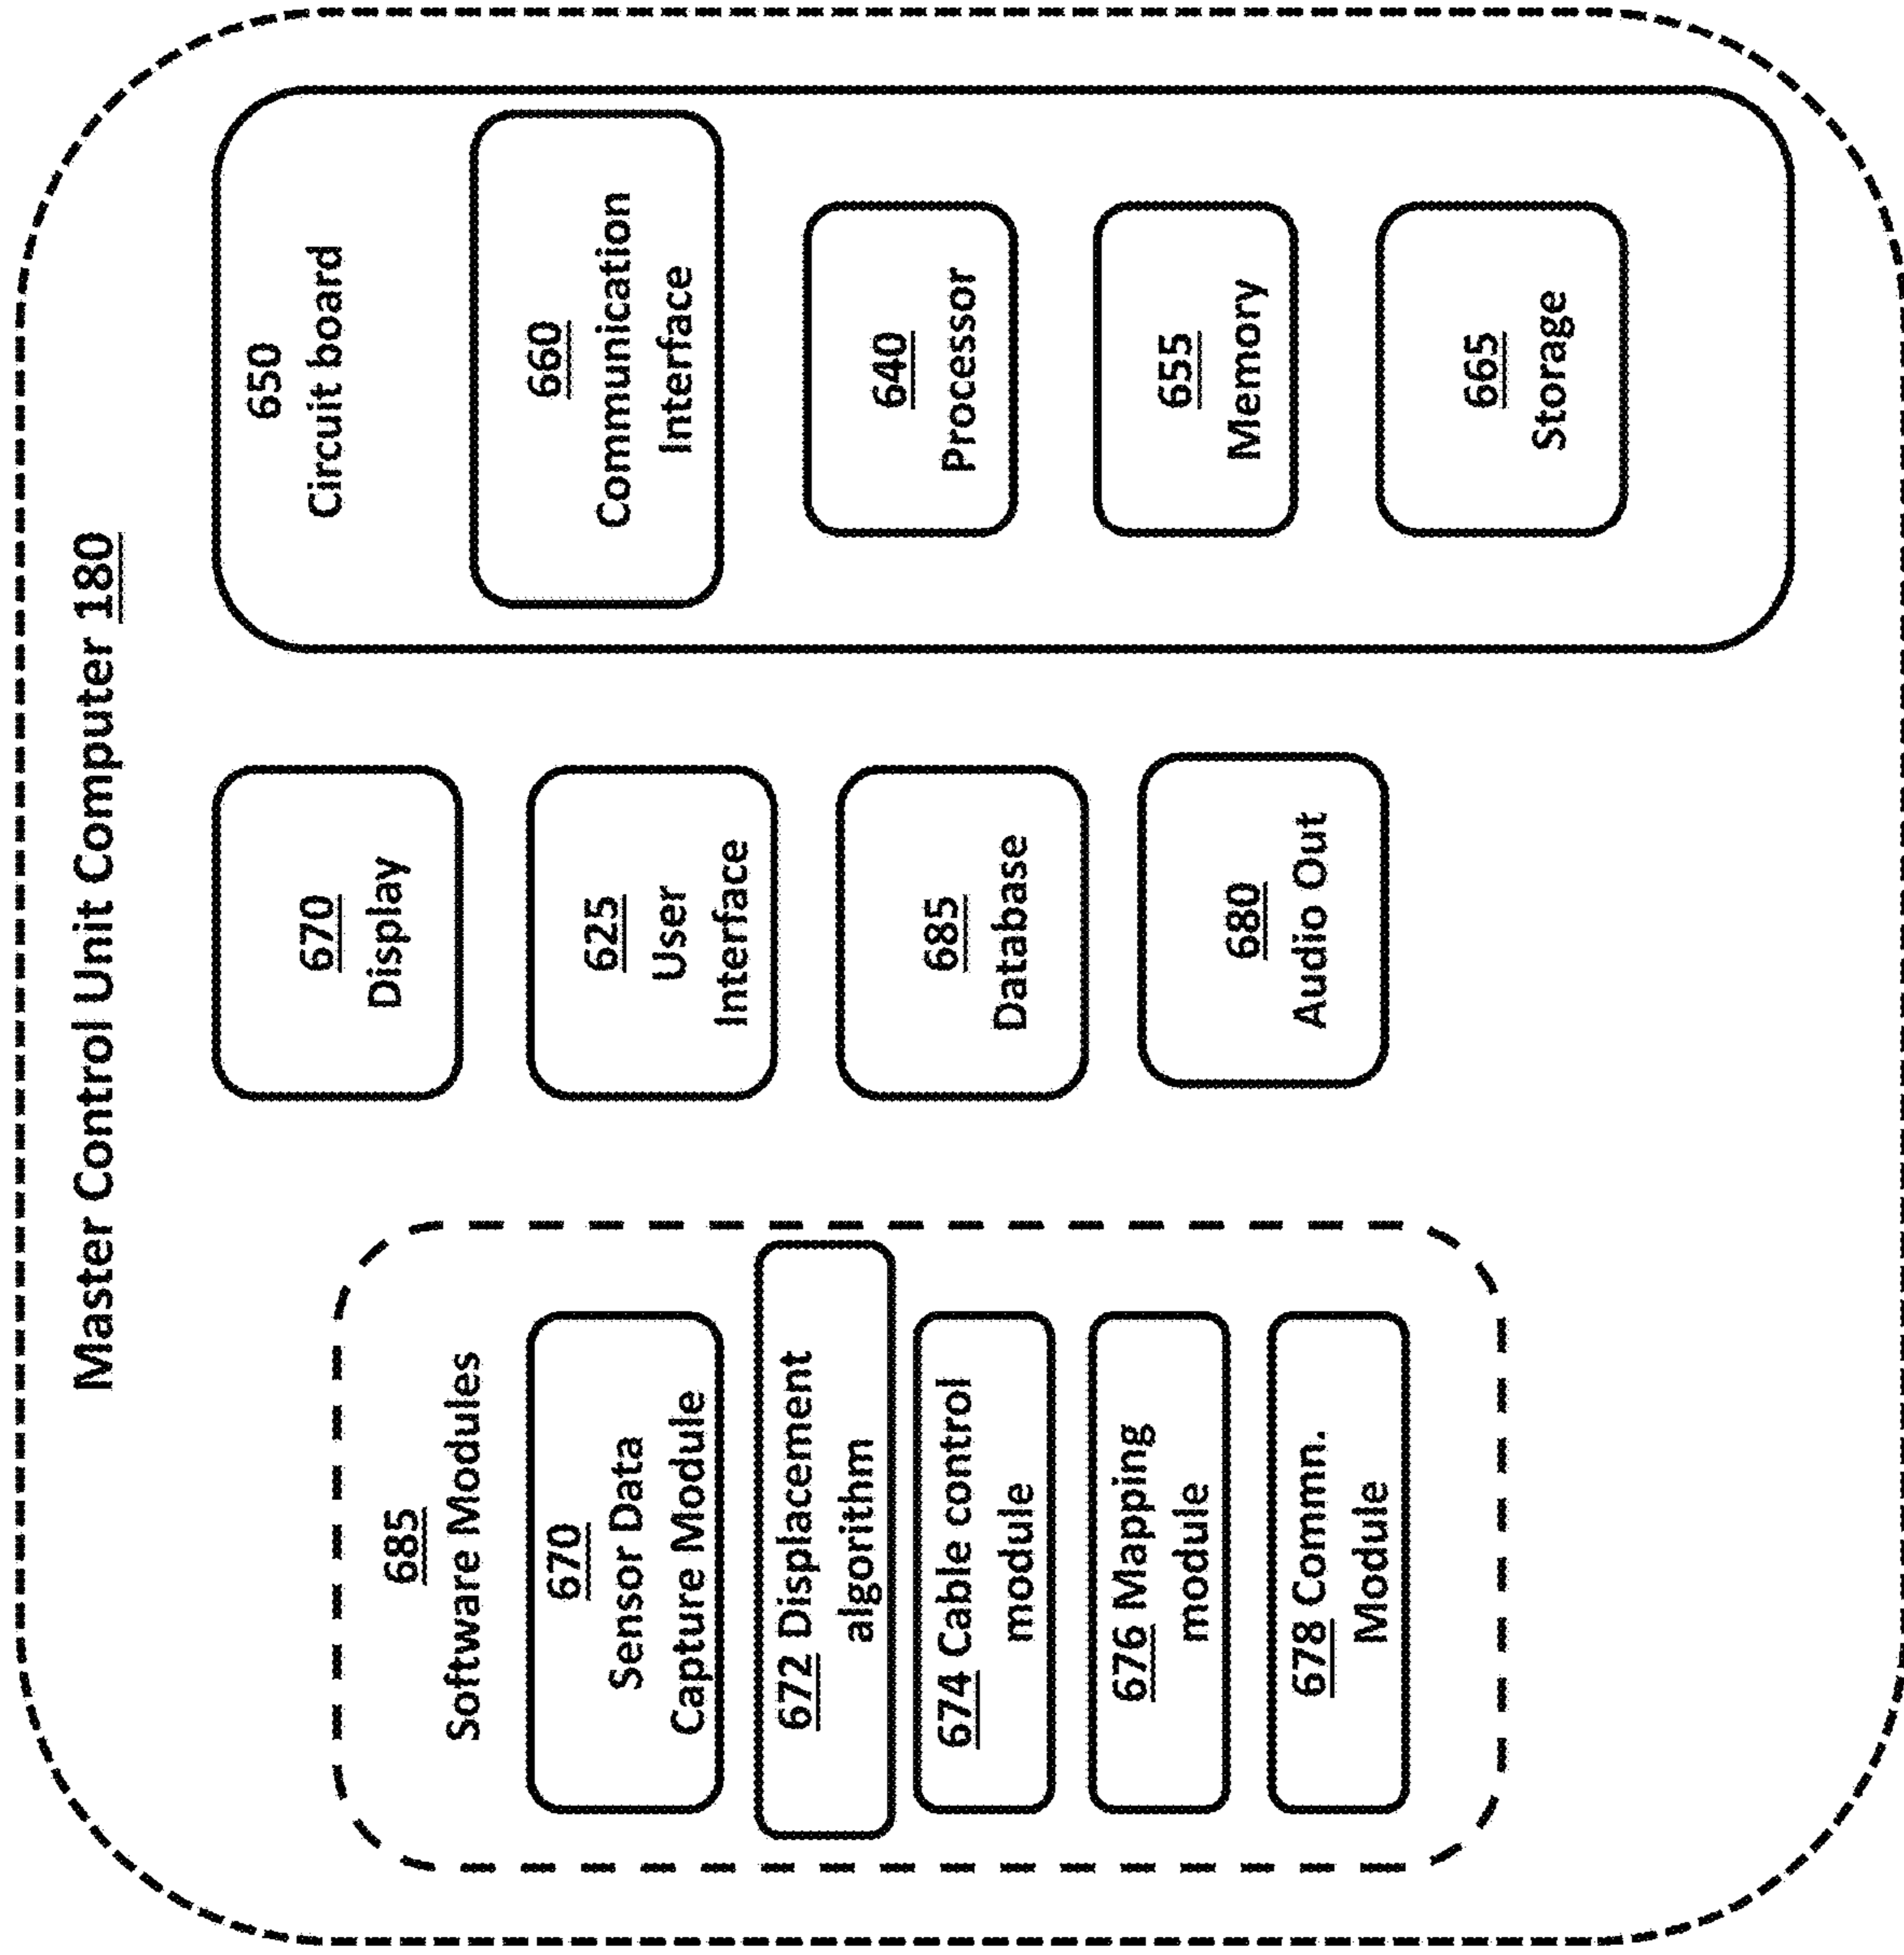 Master Control Unit Computer 180
685
Software Modules
670
Sensor Data
Capture Module
672 Displacement
algorithm
674 Cable control
module
676 Mapping
module
678 Commn.
Module
670
Display
625
User
Interface
685
Database
680
Audio Out
650
Circuit board
660
Communication
Interface
640
Processor
655
Memory
665
Storage